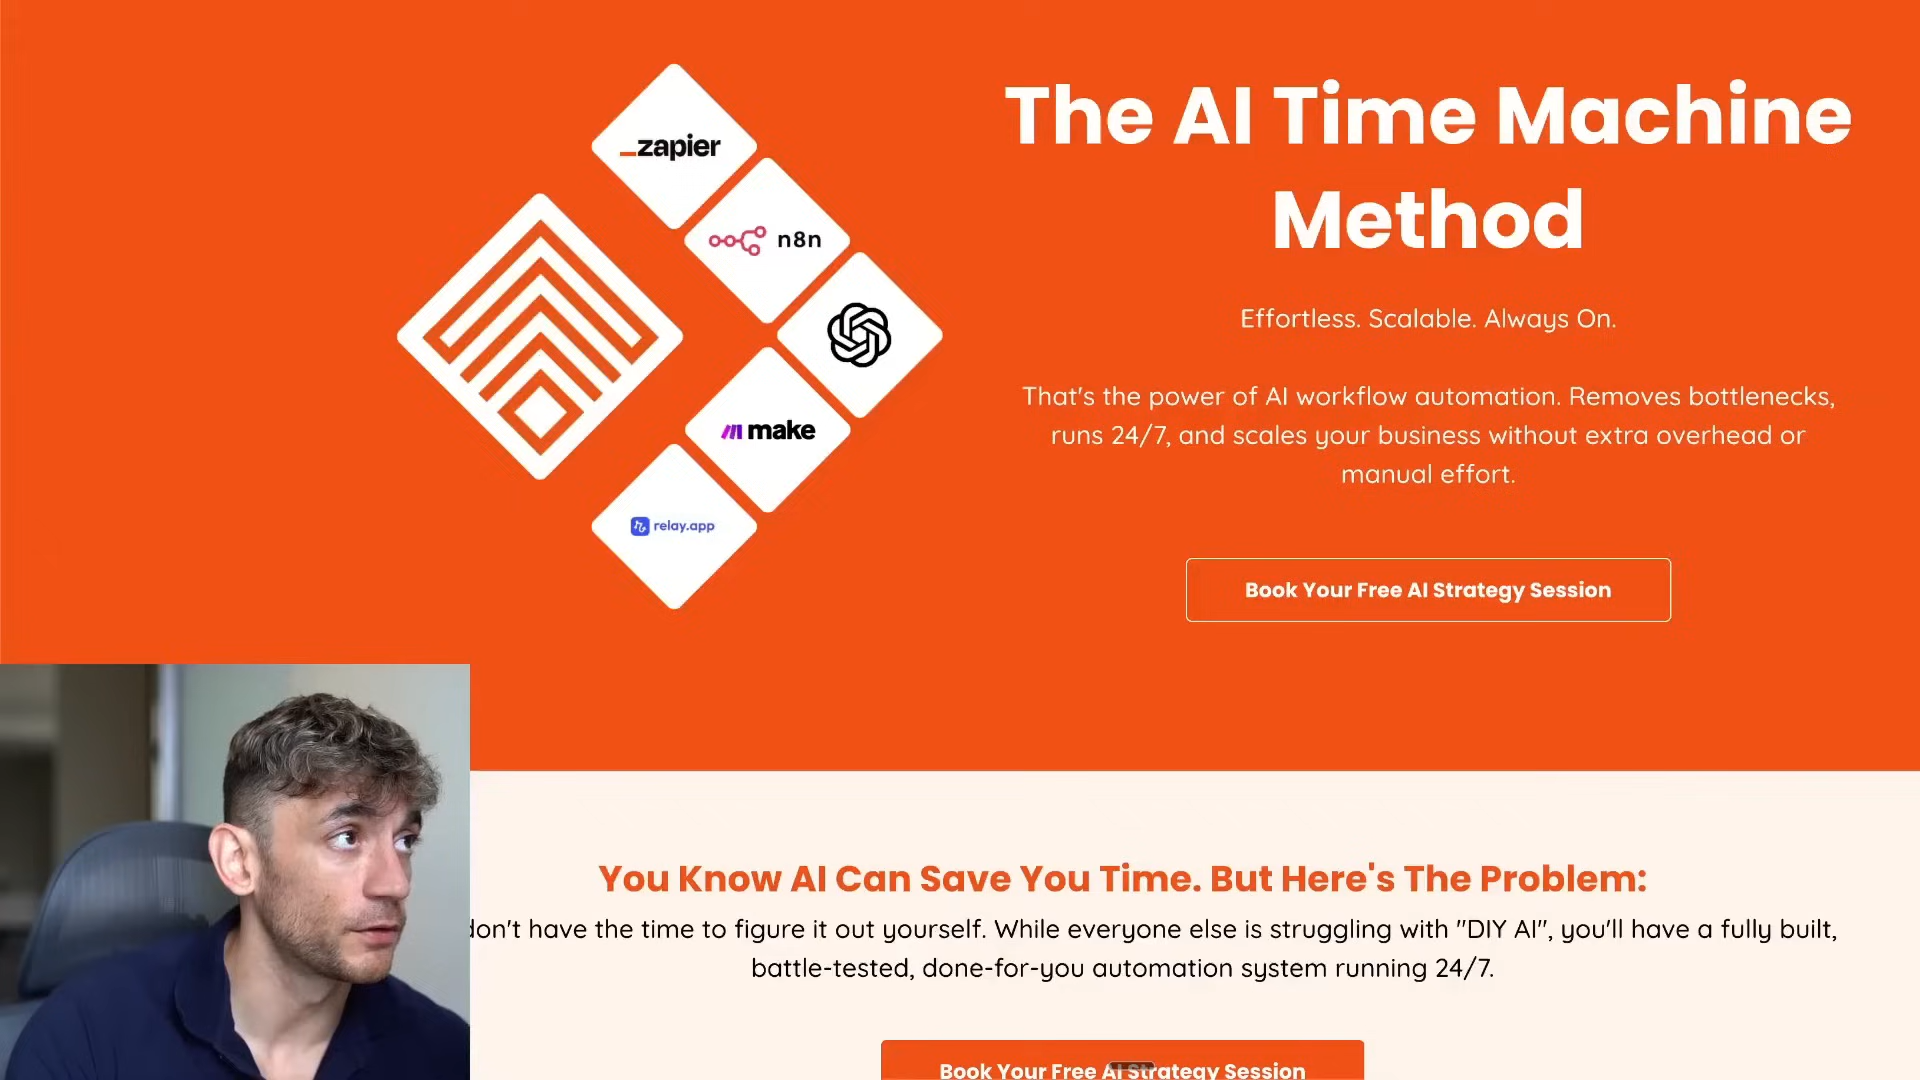 The AI Time Machine
Method
Effortless. Scalable. Always On.
That's the power of AI workflow automation. Removes bottlenecks,
runs 24/7, and scales your business without extra overhead or
manual effort.
Book Your Free AI Strategy Session
zapier
n8n
make
relay.app
You Know AI Can Save You Time. But Here's The Problem:
don't have the time to figure it out yourself. While everyone else is struggling with "DIY AI", you'll have a fully built,
battle-tested, done-for-you automation system running 24/7.
Book Your Free AI Strategy Session